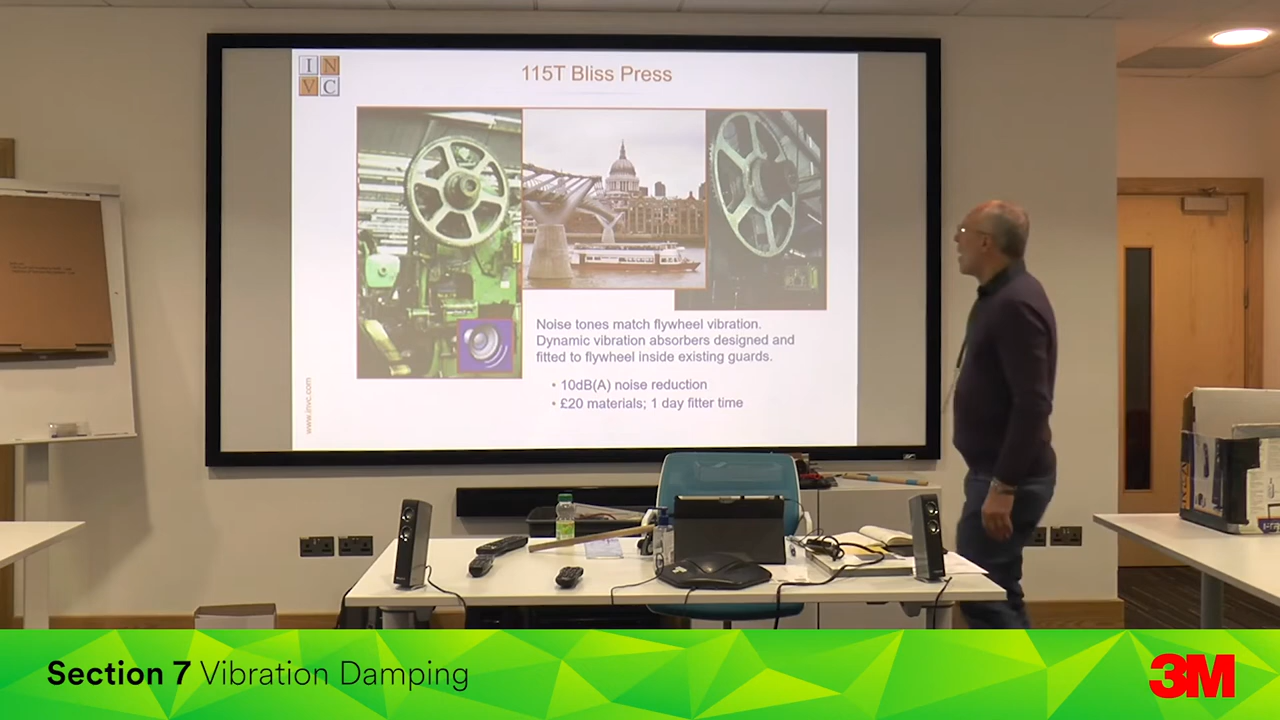 I N
V C
115T Bliss Press
Noise tones match flywheel vibration.
Dynamic vibration absorbers designed and
fitted to flywheel inside existing guards.
• 10dB(A) noise reduction
• £20 materials; 1 day fitter time
www.invc.com
Section 7 Vibration Damping
3M